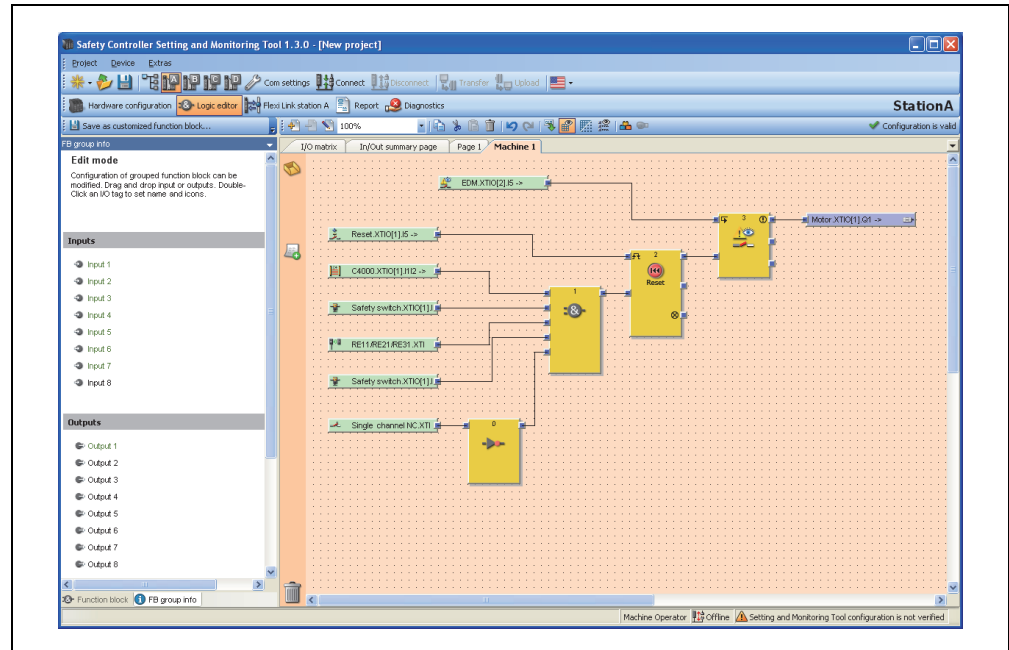 Safety Controller Setting and Monitoring Tool 1.3.0 - [New project]
Project Device Extras
A B C D Com settings Connect Disconnect Transfer Upload
Hardware configuration Logic editor Flexi Link station A Report Diagnostics StationA
Save as customized function block... 100% Configuration is valid
FB group info I/O matrix In/Out summary page Page 1 Machine 1
Edit mode
Configuration of grouped function block can be
modified. Drag and drop input or outputs. Double-
Click an I/O tag to set name and icons.
Inputs
Input 1
Input 2
Input 3
Input 4
Input 5
Input 6
Input 7
Input 8
Outputs
Output 1
Output 2
Output 3
Output 4
Output 5
Output 6
Output 7
Output 8
Function block FB group info
EDM.XTIO[2].I5 ->
Reset.XTIO[1].I5 ->
C4000.XTIO[1].I1I2 ->
Safety switch.XTIO[1].I
RE11/RE21/RE31.XTI
Safety switch.XTIO[1].I
Single channel NC.XTI
0
1
&
2
Reset
3
Motor.XTIO[1].Q1 ->
Machine Operator Offline Setting and Monitoring Tool configuration is not verified